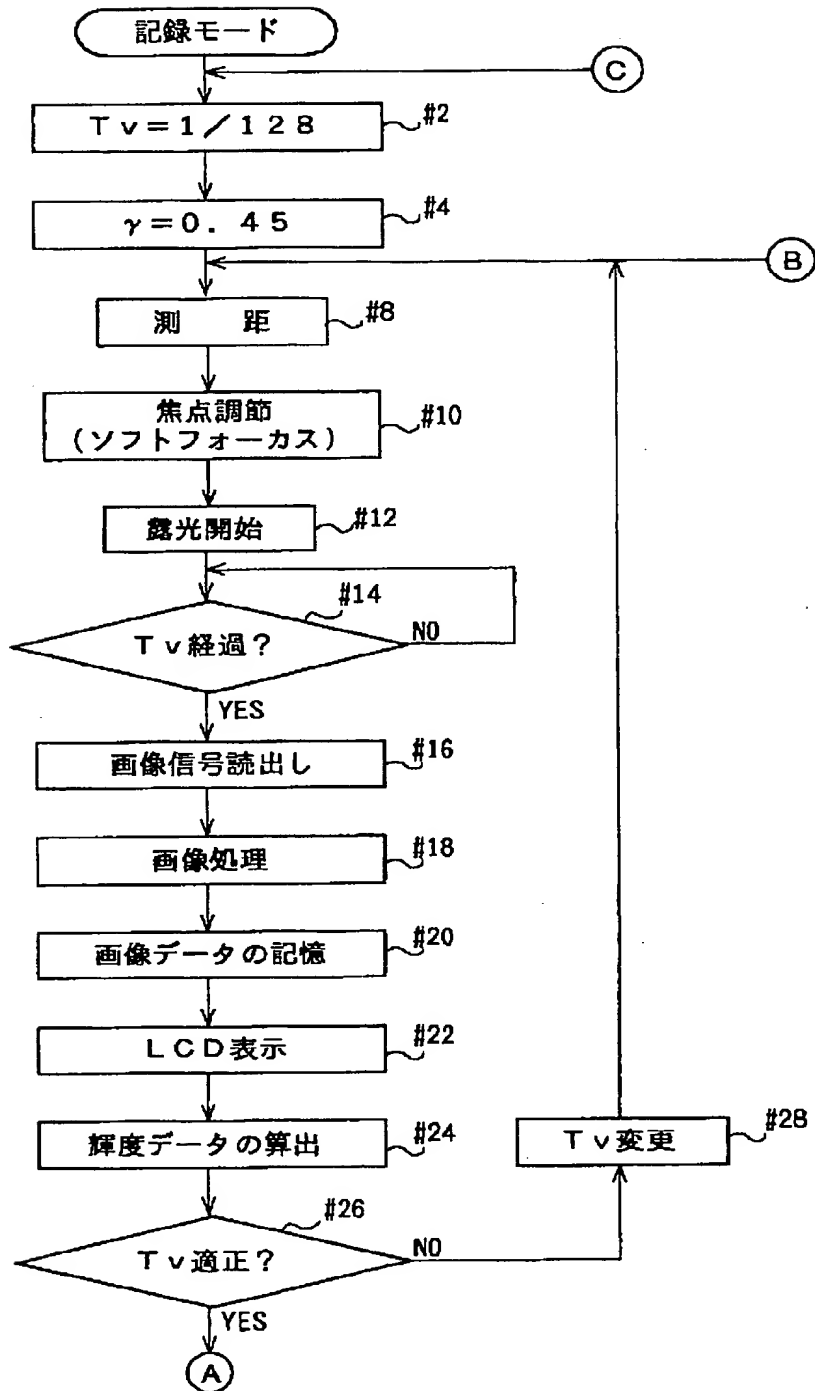 記録モード
C
Tv=1/128
#2
γ=0.45
#4
B
測 距
#8
焦点調節
(ソフトフォーカス)
#10
露光開始
#12
#14
Tv経過?
NO
YES
画像信号読出し
#16
画像処理
#18
画像データの記憶
#20
LCD表示
#22
輝度データの算出
#24
Tv変更
#28
#26
Tv適正?
NO
YES
A